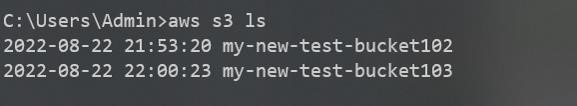 C:\Users\Admin>aws s3 ls
2022-08-22 21:53:20 my-new-test-bucket102
2022-08-22 22:00:23 my-new-test-bucket103